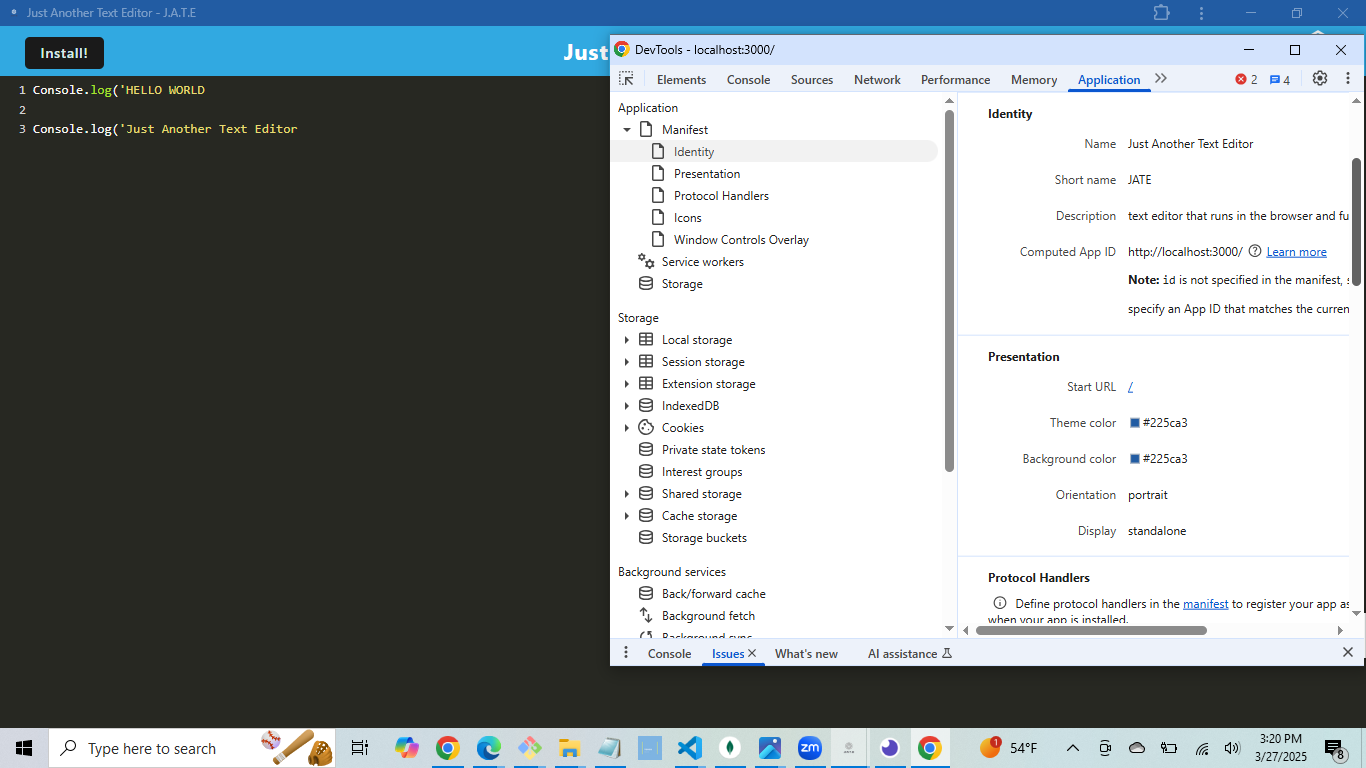 Just Another Text Editor - J.A.T.E
Install!
Just
1 Console.log('HELLO WORLD
2
3 Console.log('Just Another Text Editor
DevTools - localhost:3000/
Elements Console Sources Network Performance Memory Application 2 4
Application
Manifest
Identity
Presentation
Protocol Handlers
Icons
Window Controls Overlay
Service workers
Storage
Storage
Local storage
Session storage
Extension storage
IndexedDB
Cookies
Private state tokens
Interest groups
Shared storage
Cache storage
Storage buckets
Background services
Back/forward cache
Background fetch
Background sync
Identity
Name Just Another Text Editor
Short name JATE
Description text editor that runs in the browser and fu
Computed App ID http://localhost:3000/ Learn more
Note: id is not specified in the manifest, s
specify an App ID that matches the curren
Presentation
Start URL /
Theme color #225ca3
Background color #225ca3
Orientation portrait
Display standalone
Protocol Handlers
Define protocol handlers in the manifest to register your app as
when your app is installed.
Console Issues What's new AI assistance
Type here to search
zm
1 54°F
3:20 PM
3/27/2025
8